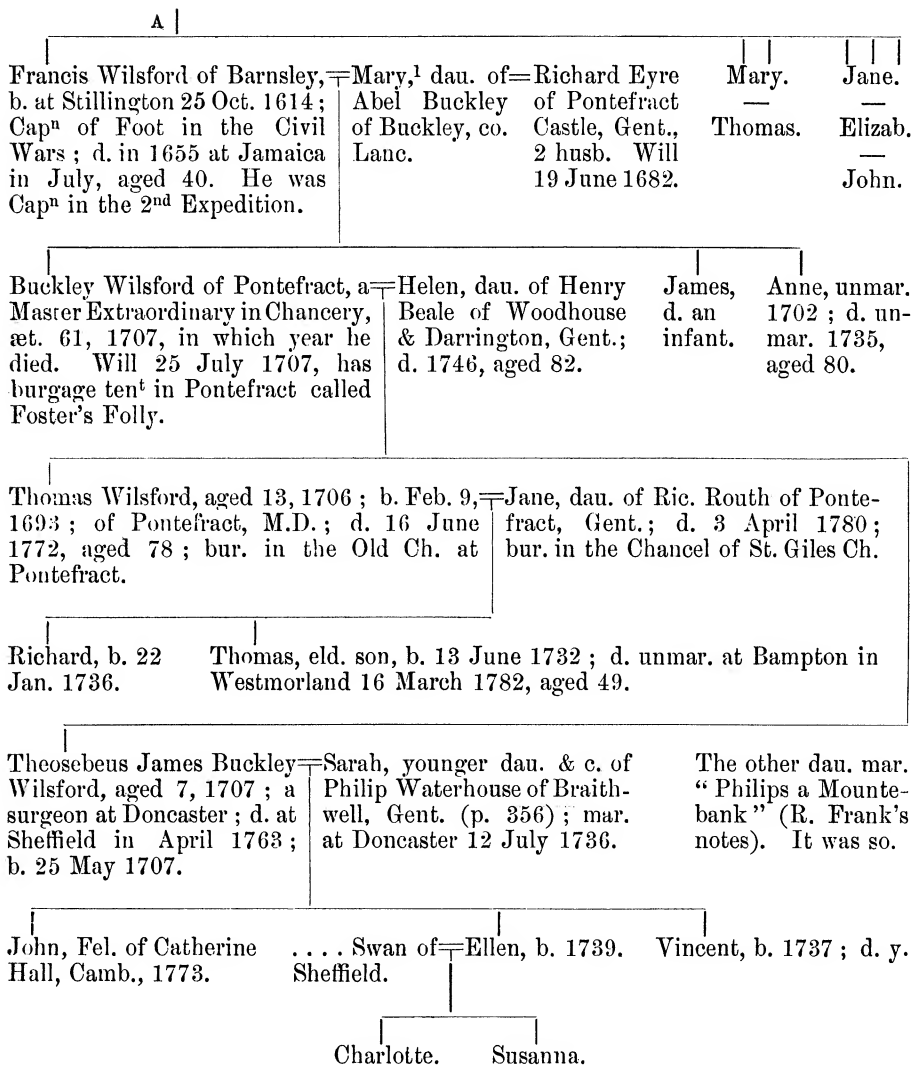 A
Francis Wilsford of Barnsley,
b. at Stillington 25 Oct. 1614 ;
Capⁿ of Foot in the Civil
Wars ; d. in 1655 at Jamaica
in July, aged 40. He was
Capⁿ in the 2ⁿᵈ Expedition.
Mary,¹ dau. of
Abel Buckley
of Buckley, co.
Lanc.
Richard Eyre
of Pontefract
Castle, Gent.,
2 husb. Will
19 June 1682.
Mary.
—
Thomas.
Jane.
—
Elizab.
—
John.
Buckley Wilsford of Pontefract, a
Master Extraordinary in Chancery,
æt. 61, 1707, in which year he
died. Will 25 July 1707, has
burgage tenᵗ in Pontefract called
Foster's Folly.
Helen, dau. of Henry
Beale of Woodhouse
& Darrington, Gent.;
d. 1746, aged 82.
James,
d. an
infant.
Anne, unmar.
1702 ; d. un-
mar. 1735,
aged 80.
Thomas Wilsford, aged 13, 1706 ; b. Feb. 9,
1693 ; of Pontefract, M.D. ; d. 16 June
1772, aged 78 ; bur. in the Old Ch. at
Pontefract.
Jane, dau. of Ric. Routh of Ponte-
fract, Gent. ; d. 3 April 1780 ;
bur. in the Chancel of St. Giles Ch.
Richard, b. 22
Jan. 1736.
Thomas, eld. son, b. 13 June 1732 ; d. unmar. at Bampton in
Westmorland 16 March 1782, aged 49.
Theosebeus James Buckley
Wilsford, aged 7, 1707 ; a
surgeon at Doncaster ; d. at
Sheffield in April 1763 ;
b. 25 May 1707.
Sarah, younger dau. & c. of
Philip Waterhouse of Braith-
well, Gent. (p. 356) ; mar.
at Doncaster 12 July 1736.
The other dau. mar.
“ Philips a Mounte-
bank ” (R. Frank's
notes). It was so.
John, Fel. of Catherine
Hall, Camb., 1773.
. . . . Swan of
Sheffield.
Ellen, b. 1739.
Vincent, b. 1737 ; d. y.
Charlotte.
Susanna.